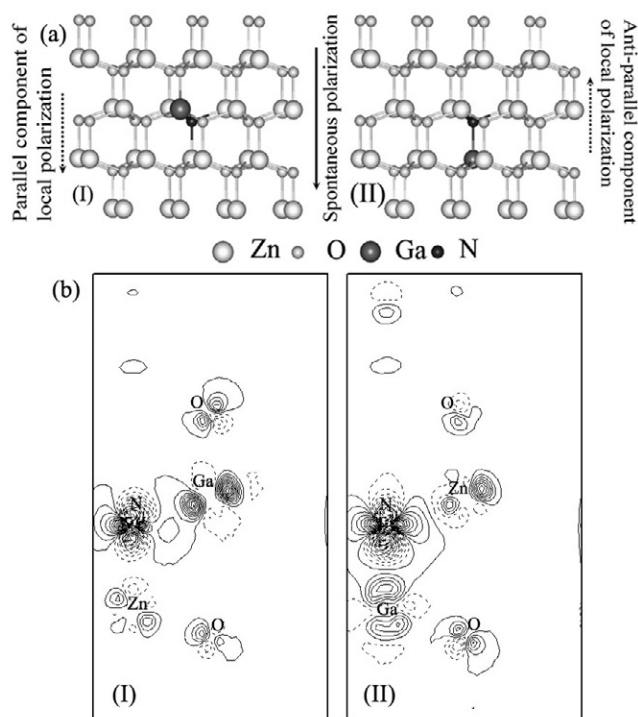 (a)
Parallel component of
local polarization
(I)
Spontaneous polarization
(II)
Anti-parallel component
of local polarization
Zn O Ga N
(b)
O
Ga
N
Zn
O
(I)
O
Zn
N
Ga
O
(II)